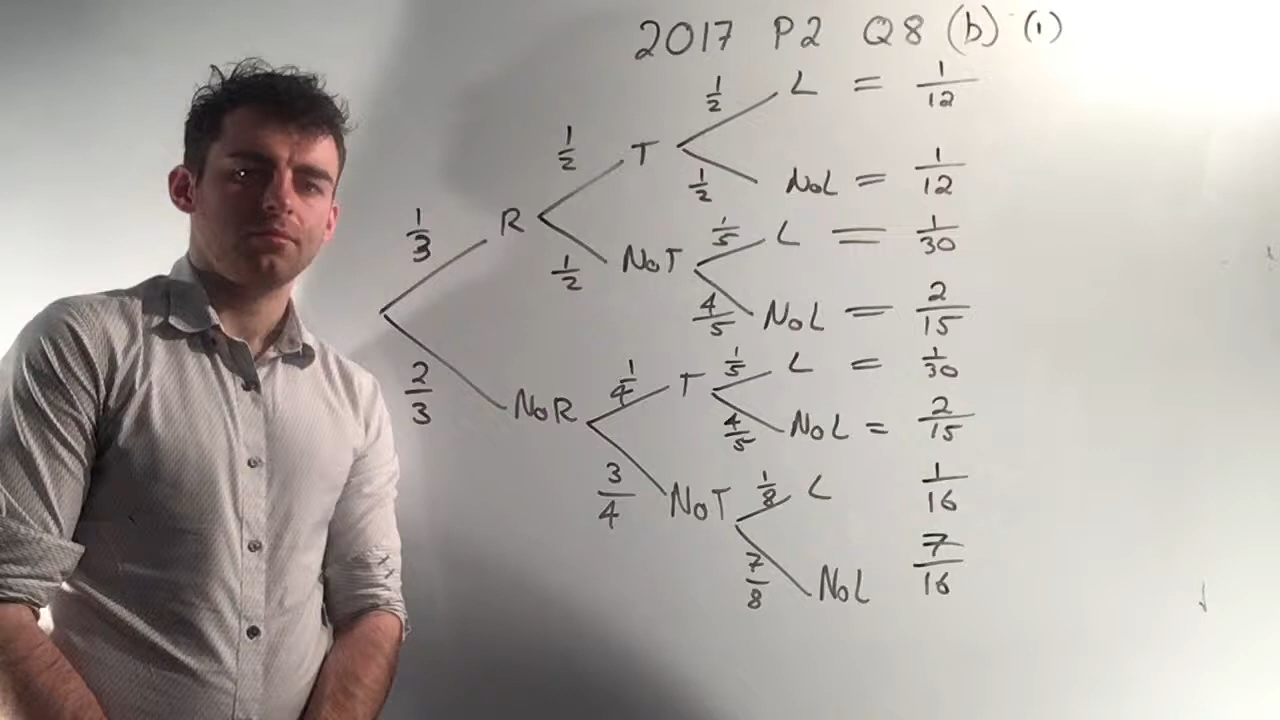 2017 P2 Q8 (b) (i)
1/2 L = 1/12
1/2 T
1/2 NoL = 1/12
1/3 R
1/5 L = 1/30
1/2 NoT
4/5 NoL = 2/15
1/5 L = 1/30
1/4 T
2/3 NoR
4/5 NoL = 2/15
3/4 NoT 1/8 L 1/16
7/8 NoL 7/16